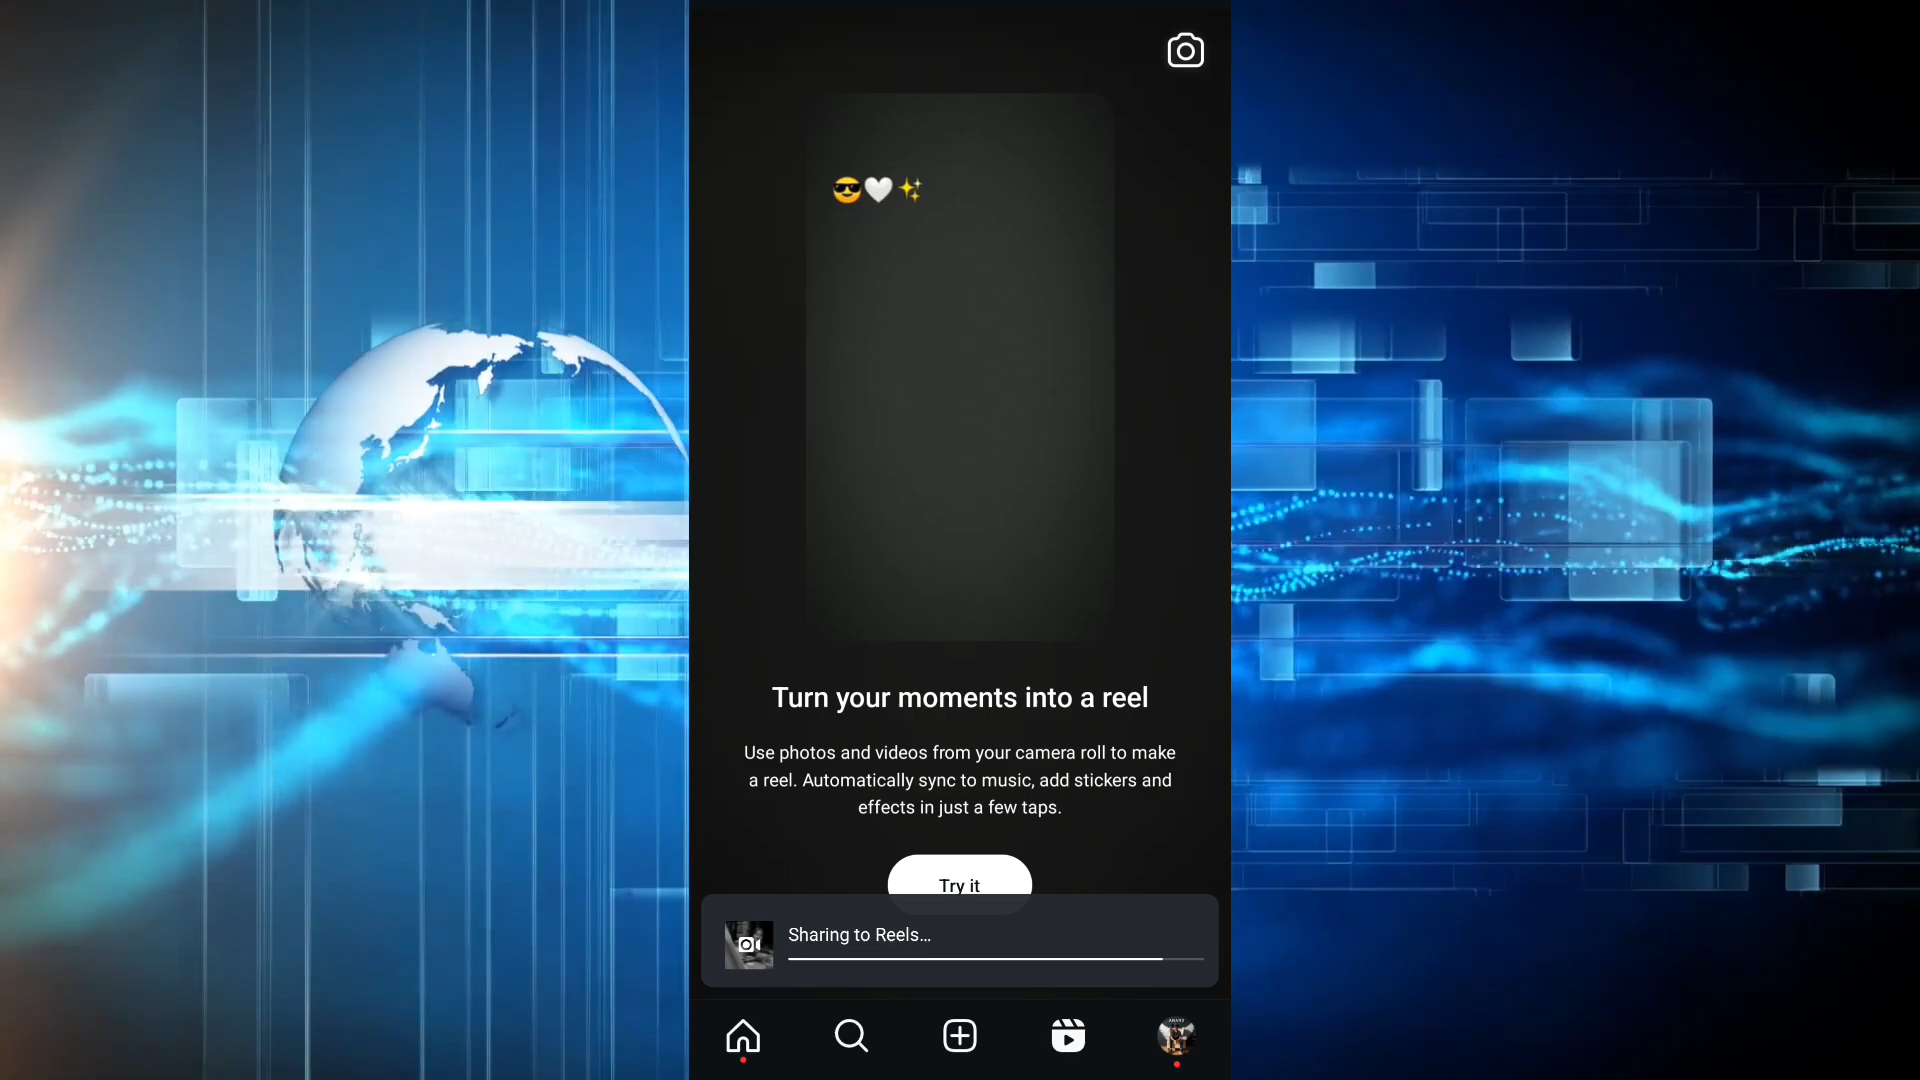 😎🤍✨
Turn your moments into a reel
Use photos and videos from your camera roll to make
a reel. Automatically sync to music, add stickers and
effects in just a few taps.
Try it
Sharing to Reels...